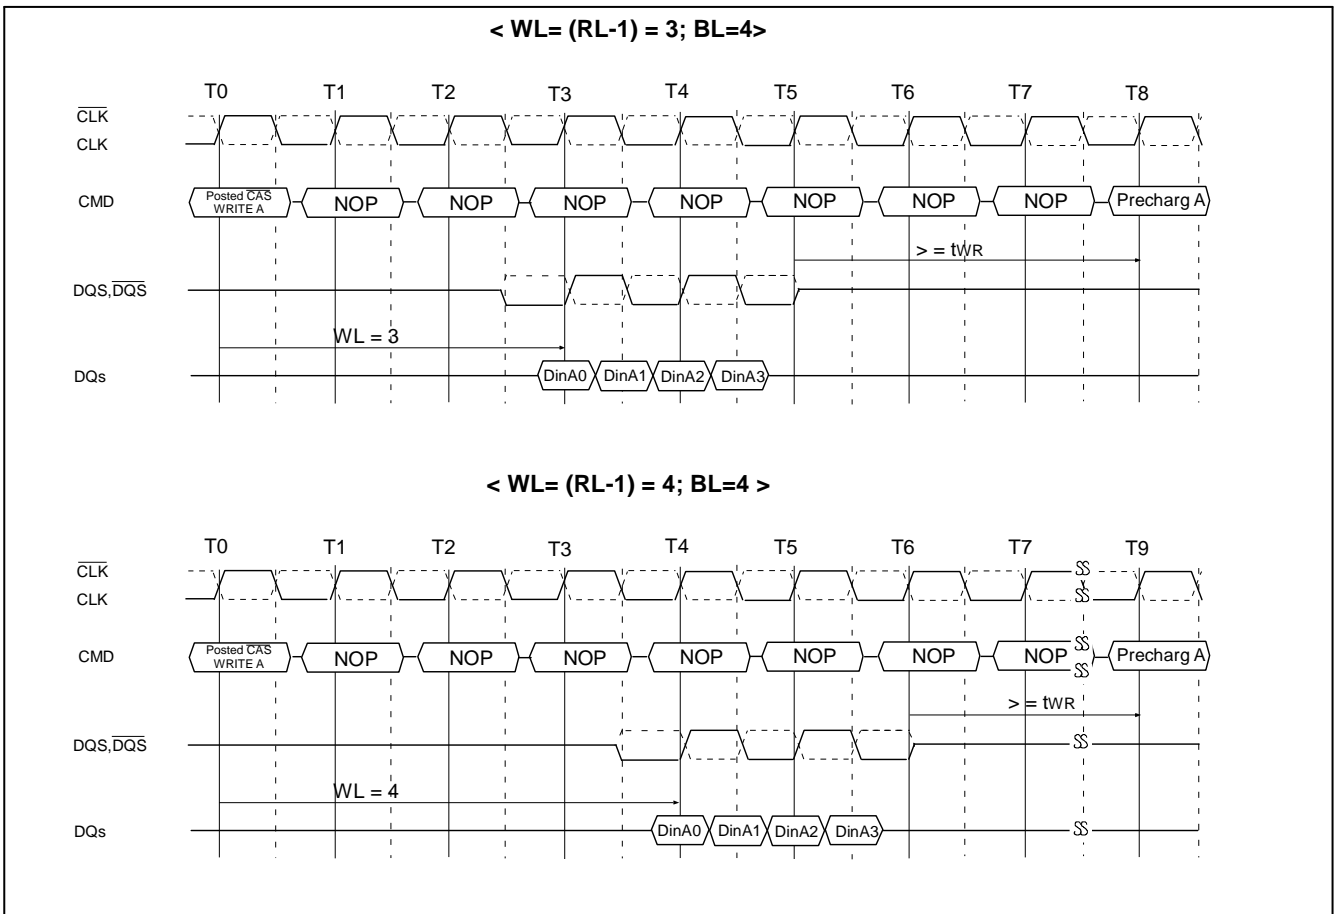 < WL= (RL-1) = 3; BL=4>
T0 T1 T2 T3 T4 T5 T6 T7 T8
CLK
CLK
CMD
Posted CAS
WRITE A
NOP NOP NOP NOP NOP NOP NOP Precharg A
> = tWR
DQS,DQS
WL = 3
DQs
DinA0 DinA1 DinA2 DinA3
< WL= (RL-1) = 4; BL=4 >
T0 T1 T2 T3 T4 T5 T6 T7 T9
CLK
CLK
CMD
Posted CAS
WRITE A
NOP NOP NOP NOP NOP NOP NOP Precharg A
> = tWR
DQS,DQS
WL = 4
DQs
DinA0 DinA1 DinA2 DinA3